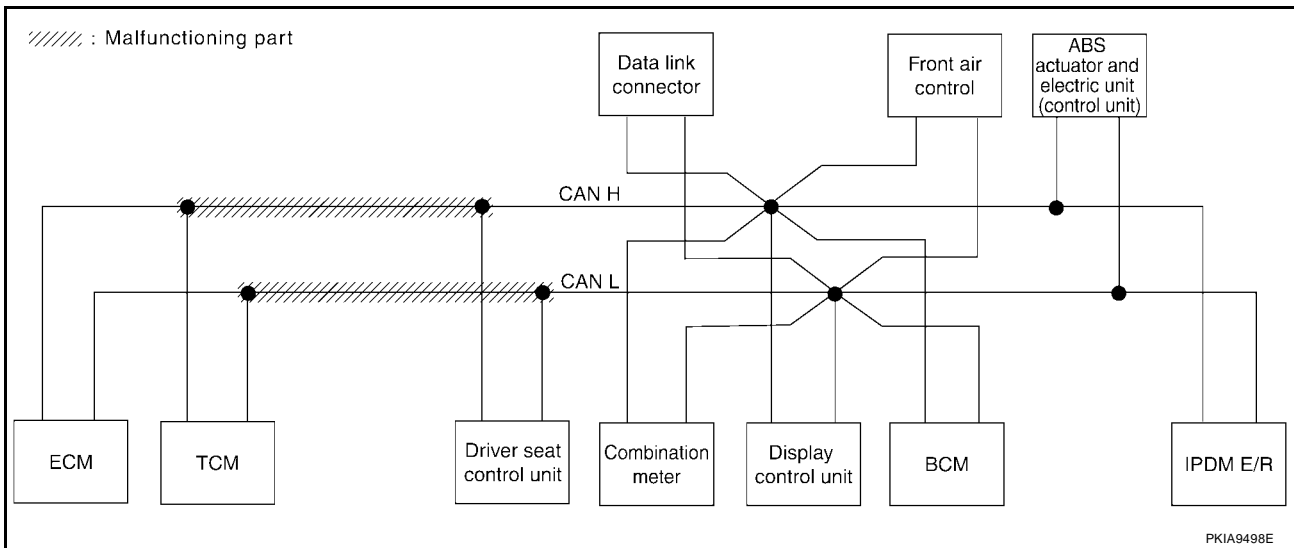 : Malfunctioning part
Data link
connector
Front air
control
ABS
actuator and
electric unit
(control unit)
CAN H
CAN L
ECM
TCM
Driver seat
control unit
Combination
meter
Display
control unit
BCM
IPDM E/R
PKIA9498E